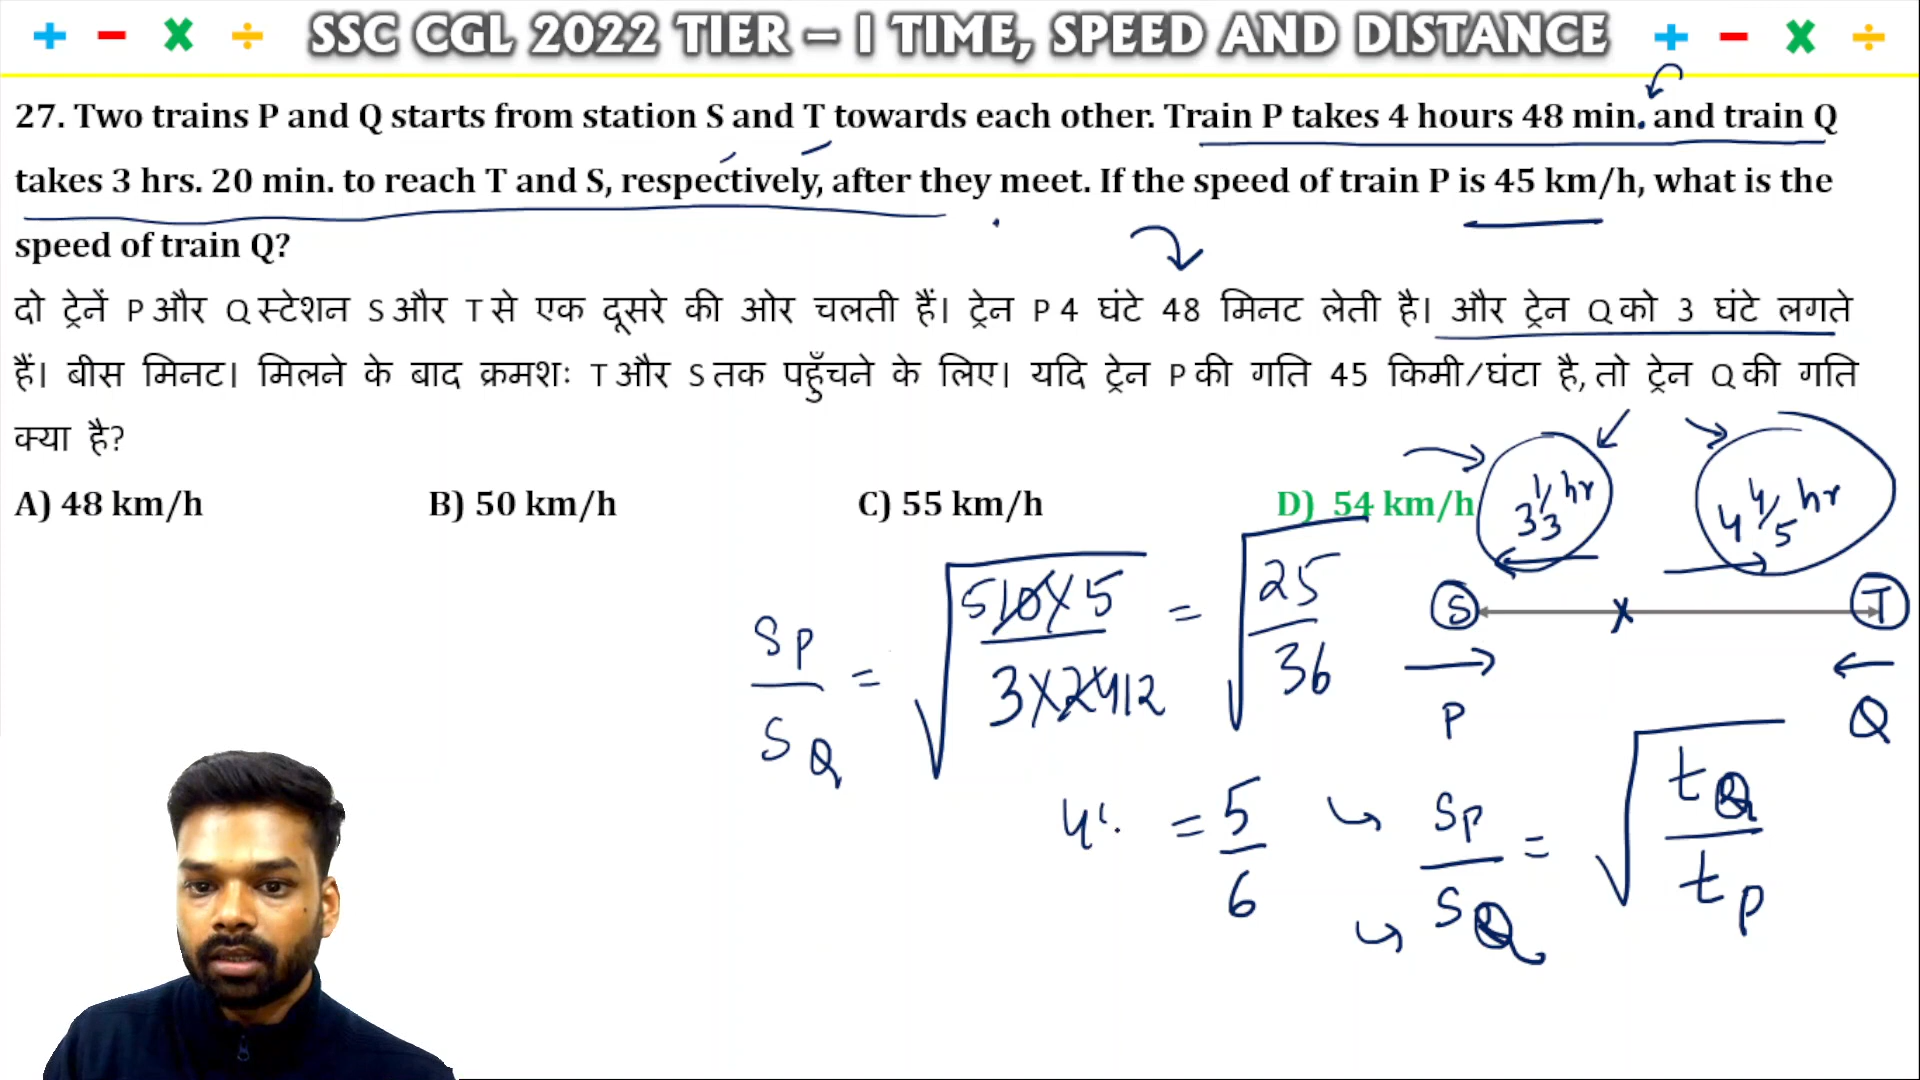 + - × ÷ SSC CGL 2022 TIER – I TIME, SPEED AND DISTANCE + - × ÷
27. Two trains P and Q starts from station S and T towards each other. Train P takes 4 hours 48 min. and train Q
takes 3 hrs. 20 min. to reach T and S, respectively, after they meet. If the speed of train P is 45 km/h, what is the
speed of train Q?
दो ट्रेनें P और Q स्टेशन S और T से एक दूसरे की ओर चलती हैं। ट्रेन P 4 घंटे 48 मिनट लेती है। और ट्रेन Q को 3 घंटे लगते
हैं। बीस मिनट। मिलने के बाद क्रमशः T और S तक पहुँचने के लिए। यदि ट्रेन P की गति 45 किमी/घंटा है, तो ट्रेन Q की गति
क्या है?
A) 48 km/h B) 50 km/h C) 55 km/h D) 54 km/h
3 1/3 hr 4 4/5 hr
S T
P Q
SP/SQ = √(5 10×5/3×24 12) = √(25/36)
= 5/6
SP/SQ = √(tQ/tP)